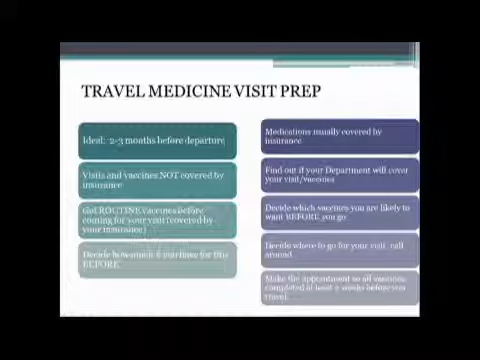 TRAVEL MEDICINE VISIT PREP
Ideal: 2-3 months before departure
Visits and vaccines NOT covered by
insurance
Get ROUTINE vaccines before
coming for your visit (covered by
your insurance)
Decide how much
for this
BEFORE
Medications usually covered by
insurance
Find out if your Department will cover
your visit/vaccines
Decide which vaccines you are likely to
want BEFORE you go
Decide where to go for your visit, call
around
Make the appointment so all vaccines
completed at least 2 weeks before you
travel